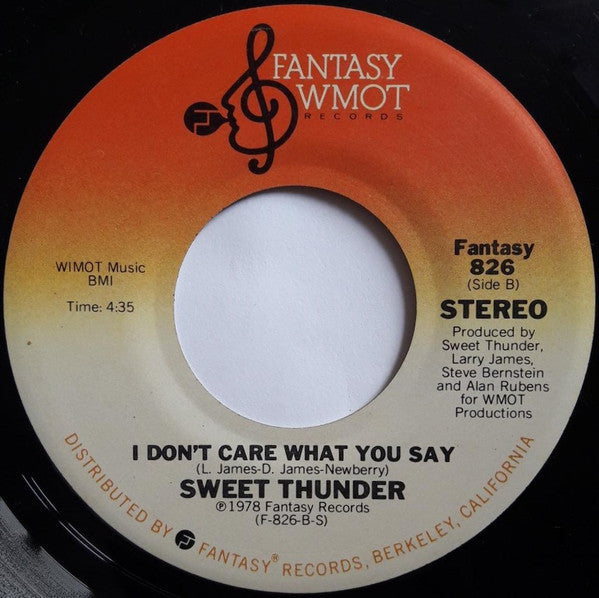 FANTASY
WMOT
RECORDS
WIMOT Music
BMI
Time: 4:35
Fantasy
826
(Side B)
STEREO
Produced by
Sweet Thunder,
Larry James,
Steve Bernstein
and Alan Rubens
for WMOT
Productions
I DON'T CARE WHAT YOU SAY
(L. James-D. James-Newberry)
SWEET THUNDER
℗1978 Fantasy Records
(F-826-B-S)
DISTRIBUTED BY FANTASY® RECORDS, BERKELEY, CALIFORNIA